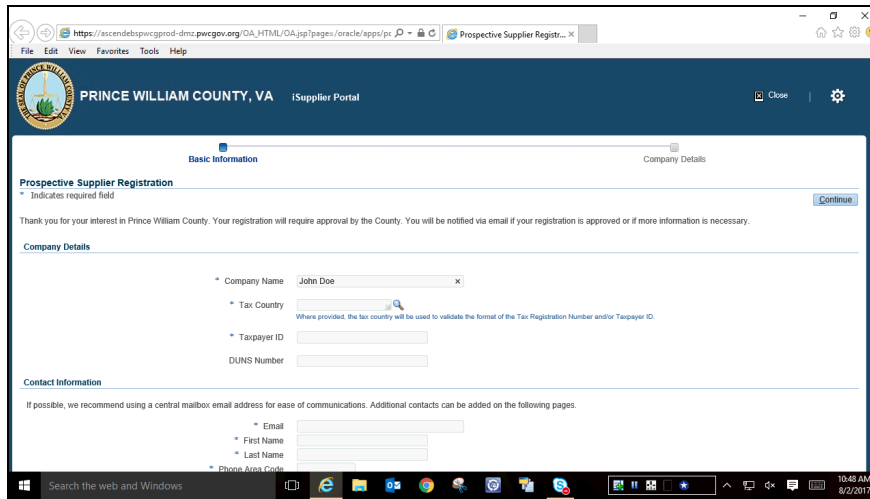 https://ascendebspwcgprod-dmz.pwcgov.org/OA_HTML/OA.jsp?page=/oracle/apps/pc
Prospective Supplier Registr...
File Edit View Favorites Tools Help
PRINCE WILLIAM COUNTY, VA iSupplier Portal
Close
Basic Information
Company Details
Prospective Supplier Registration
* Indicates required field
Continue
Thank you for your interest in Prince William County. Your registration will require approval by the County. You will be notified via email if your registration is approved or if more information is necessary.
Company Details
* Company Name John Doe
* Tax Country
Where provided, the tax country will be used to validate the format of the Tax Registration Number and/or Taxpayer ID.
* Taxpayer ID
DUNS Number
Contact Information
If possible, we recommend using a central mailbox email address for ease of communications. Additional contacts can be added on the following pages.
* Email
* First Name
* Last Name
* Phone Area Code
Search the web and Windows
10:48 AM
8/2/2017